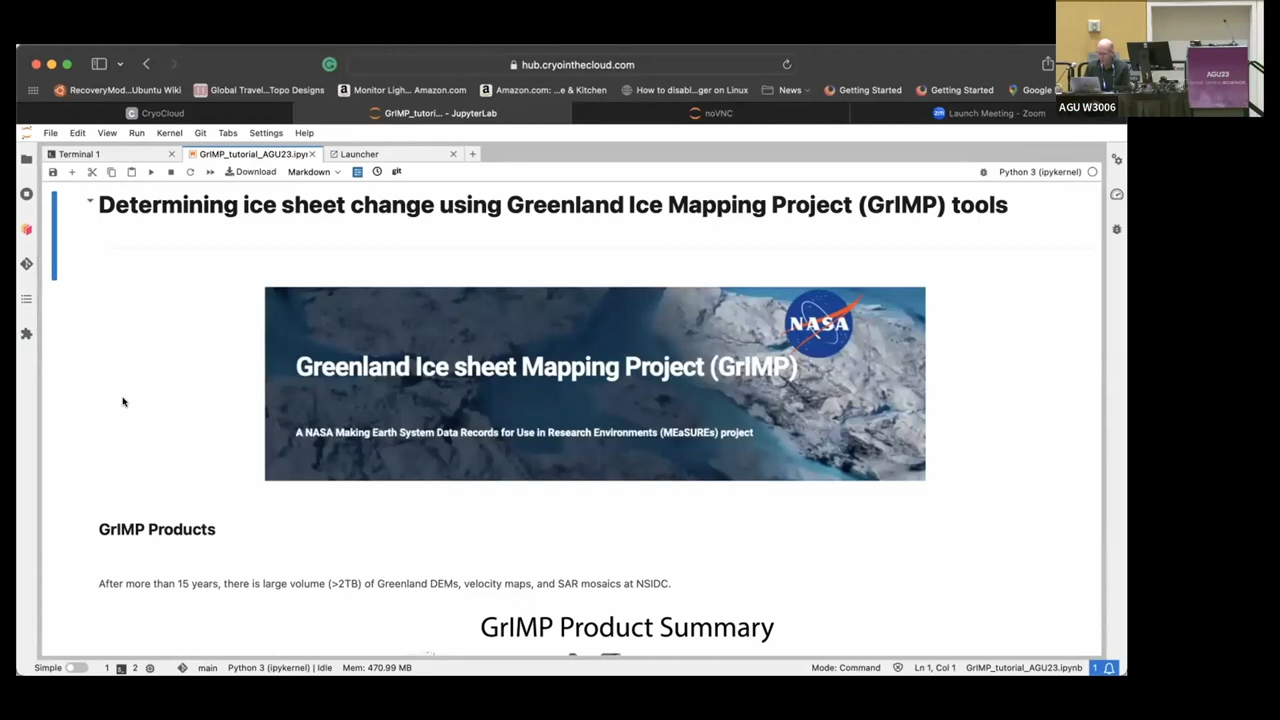 hub.cryointhecloud.com
RecoveryMod...Ubuntu Wiki
Global Travel...Topo Designs
Monitor Ligh... Amazon.com
Amazon.com: ...e & Kitchen
How to disabl...ger on Linux
News
Getting Started
Getting Started
Google
CryoCloud
GrIMP_tutori... - JupyterLab
noVNC
Launch Meeting - Zoom
File Edit View Run Kernel Git Tabs Settings Help
Terminal 1
GrIMP_tutorial_AGU23.ipyn
Launcher
Download
Markdown
git
Python 3 (ipykernel)
Determining ice sheet change using Greenland Ice Mapping Project (GrIMP) tools
NASA
Greenland Ice sheet Mapping Project (GrIMP)
A NASA Making Earth System Data Records for Use in Research Environments (MEaSUREs) project
GrIMP Products
After more than 15 years, there is large volume (>2TB) of Greenland DEMs, velocity maps, and SAR mosaics at NSIDC.
GrIMP Product Summary
Simple 1 2 main Python 3 (ipykernel) | Idle Mem: 470.99 MB Mode: Command Ln 1, Col 1 GrIMP_tutorial_AGU23.ipynb 1
AGU23
AGU W3006